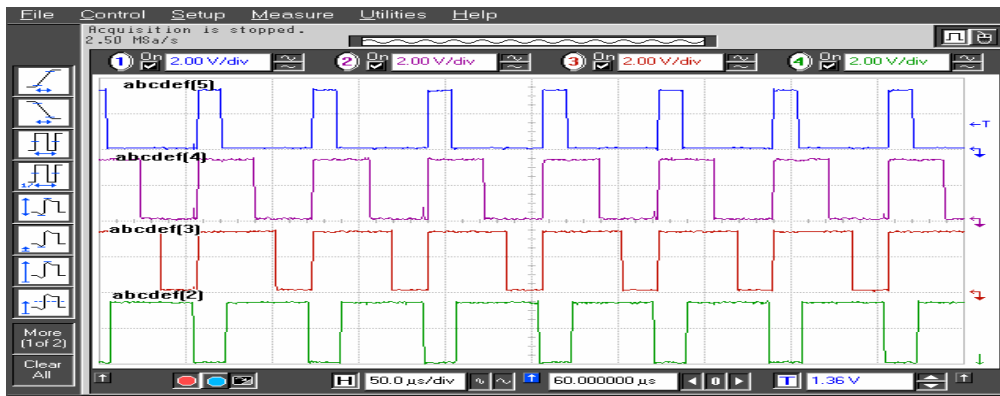 File Control Setup Measure Utilities Help
Acquisition is stopped.
2.50 MSa/s
1 On 2.00 V/div 2 On 2.00 V/div 3 On 2.00 V/div 4 On 2.00 V/div
abcdef(5)
←T
abcdef(4)
abcdef(3)
abcdef(2)
More
(1 of 2)
Clear
All
H 50.0 µs/div 60.000000 µs 0 T 1.36 V